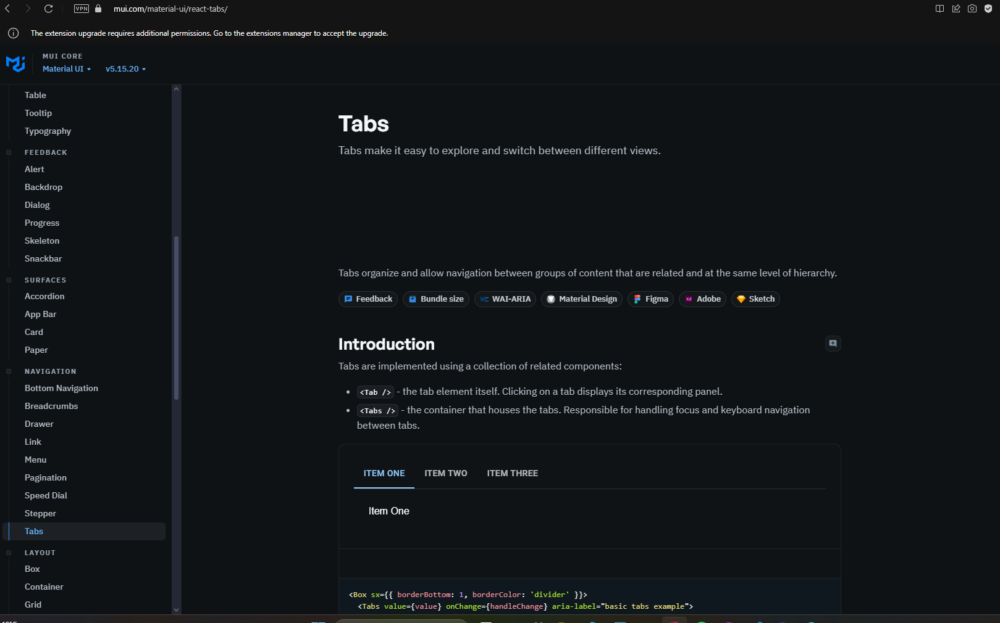 VPN mui.com/material-ui/react-tabs/
The extension upgrade requires additional permissions. Go to the extensions manager to accept the upgrade.
MUI CORE
Material UI v5.15.20
Table
Tooltip
Typography
FEEDBACK
Alert
Backdrop
Dialog
Progress
Skeleton
Snackbar
SURFACES
Accordion
App Bar
Card
Paper
NAVIGATION
Bottom Navigation
Breadcrumbs
Drawer
Link
Menu
Pagination
Speed Dial
Stepper
Tabs
LAYOUT
Box
Container
Grid
Tabs
Tabs make it easy to explore and switch between different views.
Tabs organize and allow navigation between groups of content that are related and at the same level of hierarchy.
Feedback Bundle size W3C WAI-ARIA Material Design Figma Xd Adobe Sketch
Introduction
Tabs are implemented using a collection of related components:
• <Tab /> - the tab element itself. Clicking on a tab displays its corresponding panel.
• <Tabs /> - the container that houses the tabs. Responsible for handling focus and keyboard navigation
between tabs.
ITEM ONE ITEM TWO ITEM THREE
Item One
<Box sx={{ borderBottom: 1, borderColor: 'divider' }}>
<Tabs value={value} onChange={handleChange} aria-label="basic tabs example">